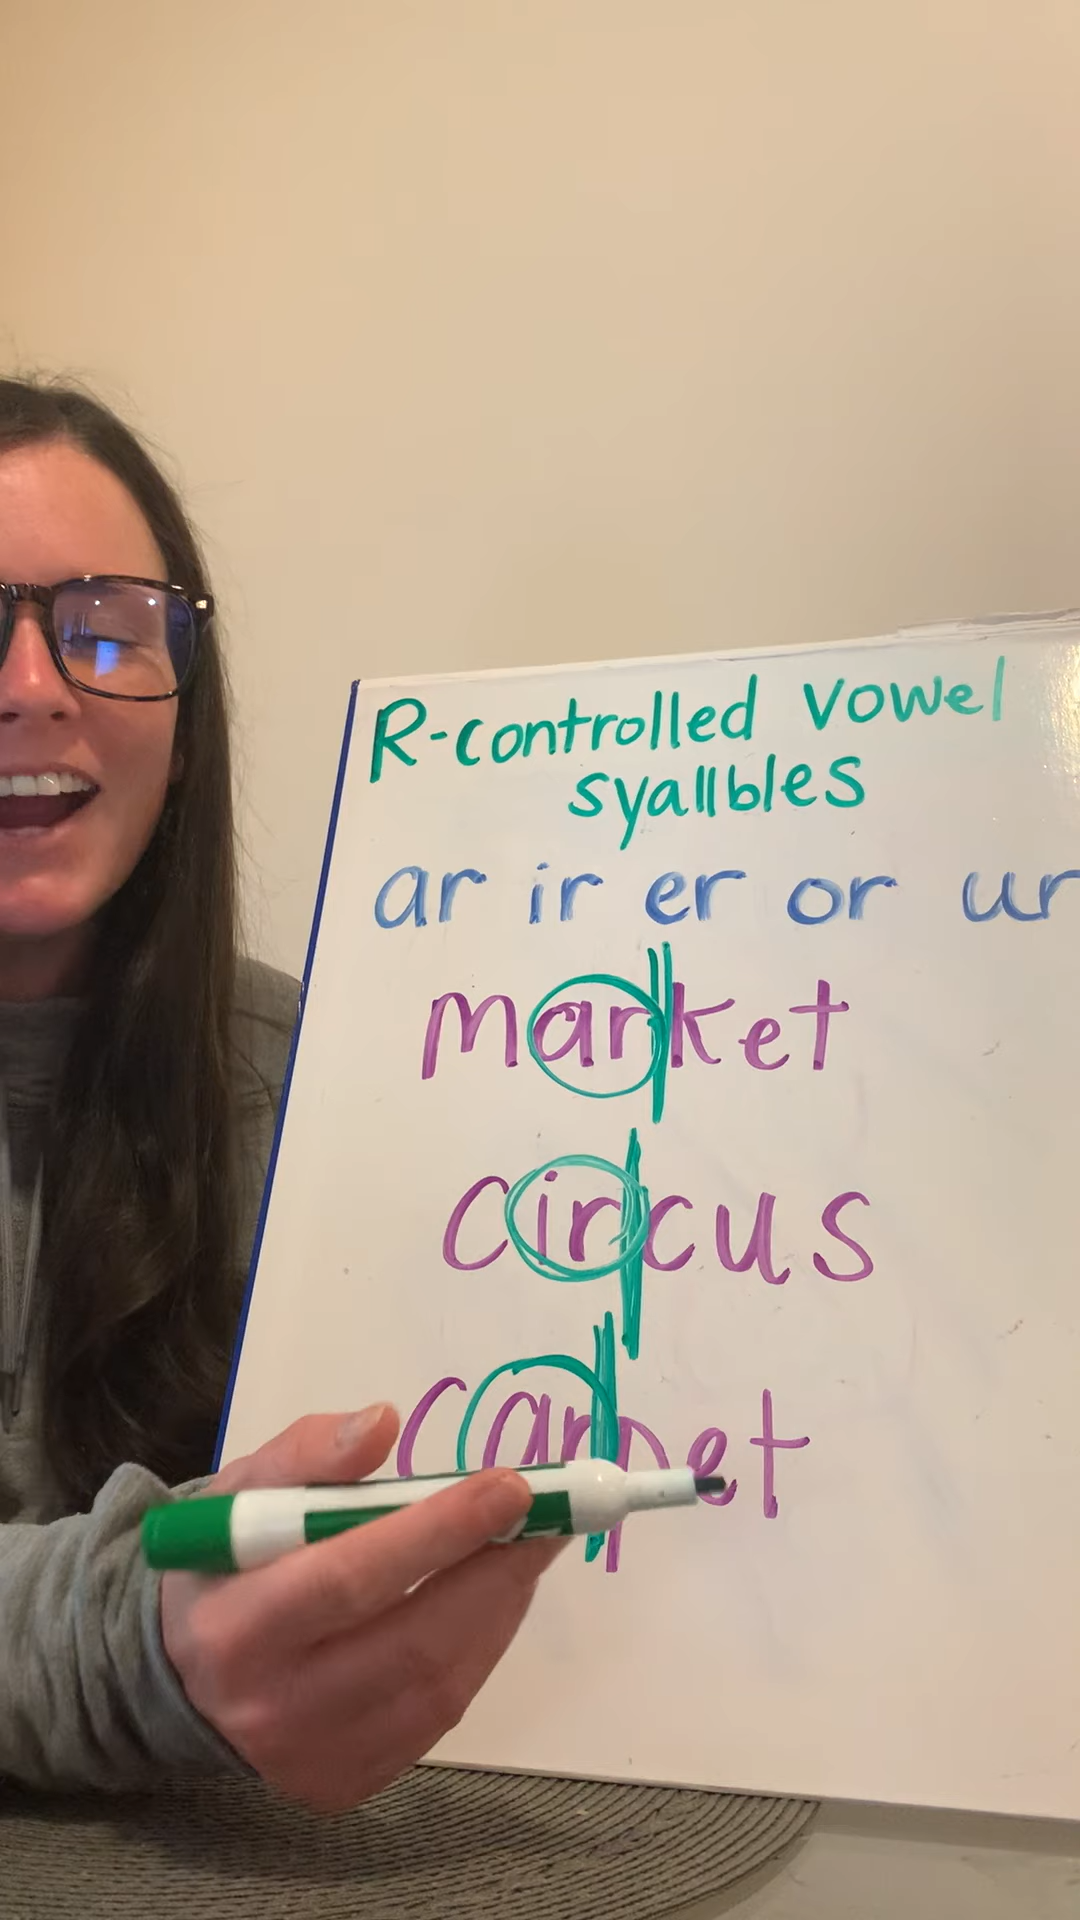 R-controlled vowel
syallbles
ar ir er or ur
market
circus
carpet